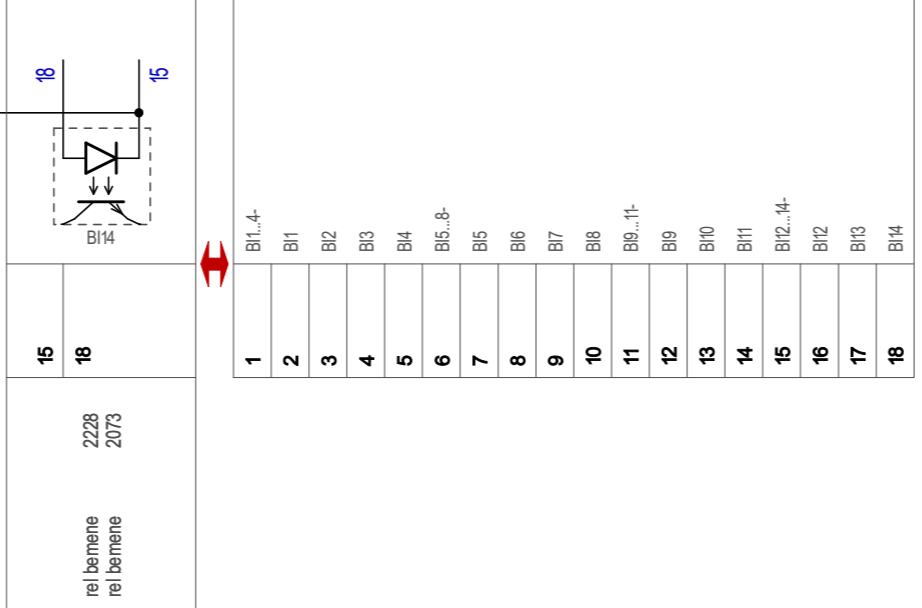 18
15
BI14
15
18
2228
2073
rel bemene
rel bemene
BI1...4-
BI1
BI2
BI3
BI4
BI5...8-
BI5
BI6
BI7
BI8
BI9...11-
BI9
BI10
BI11
BI12...14-
BI12
BI13
BI14
1
2
3
4
5
6
7
8
9
10
11
12
13
14
15
16
17
18